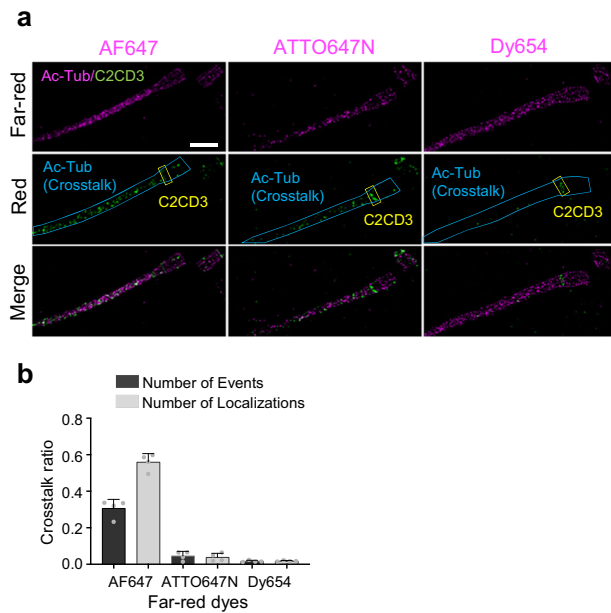 a
AF647 ATTO647N Dy654
Far-red
Ac-Tub/C2CD3
Red
Ac-Tub
(Crosstalk)
C2CD3
Ac-Tub
(Crosstalk)
C2CD3
Ac-Tub
(Crosstalk)
C2CD3
Merge
b
Number of Events
Number of Localizations
Crosstalk ratio
0.8
0.6
0.4
0.2
0.0
AF647 ATTO647N Dy654
Far-red dyes